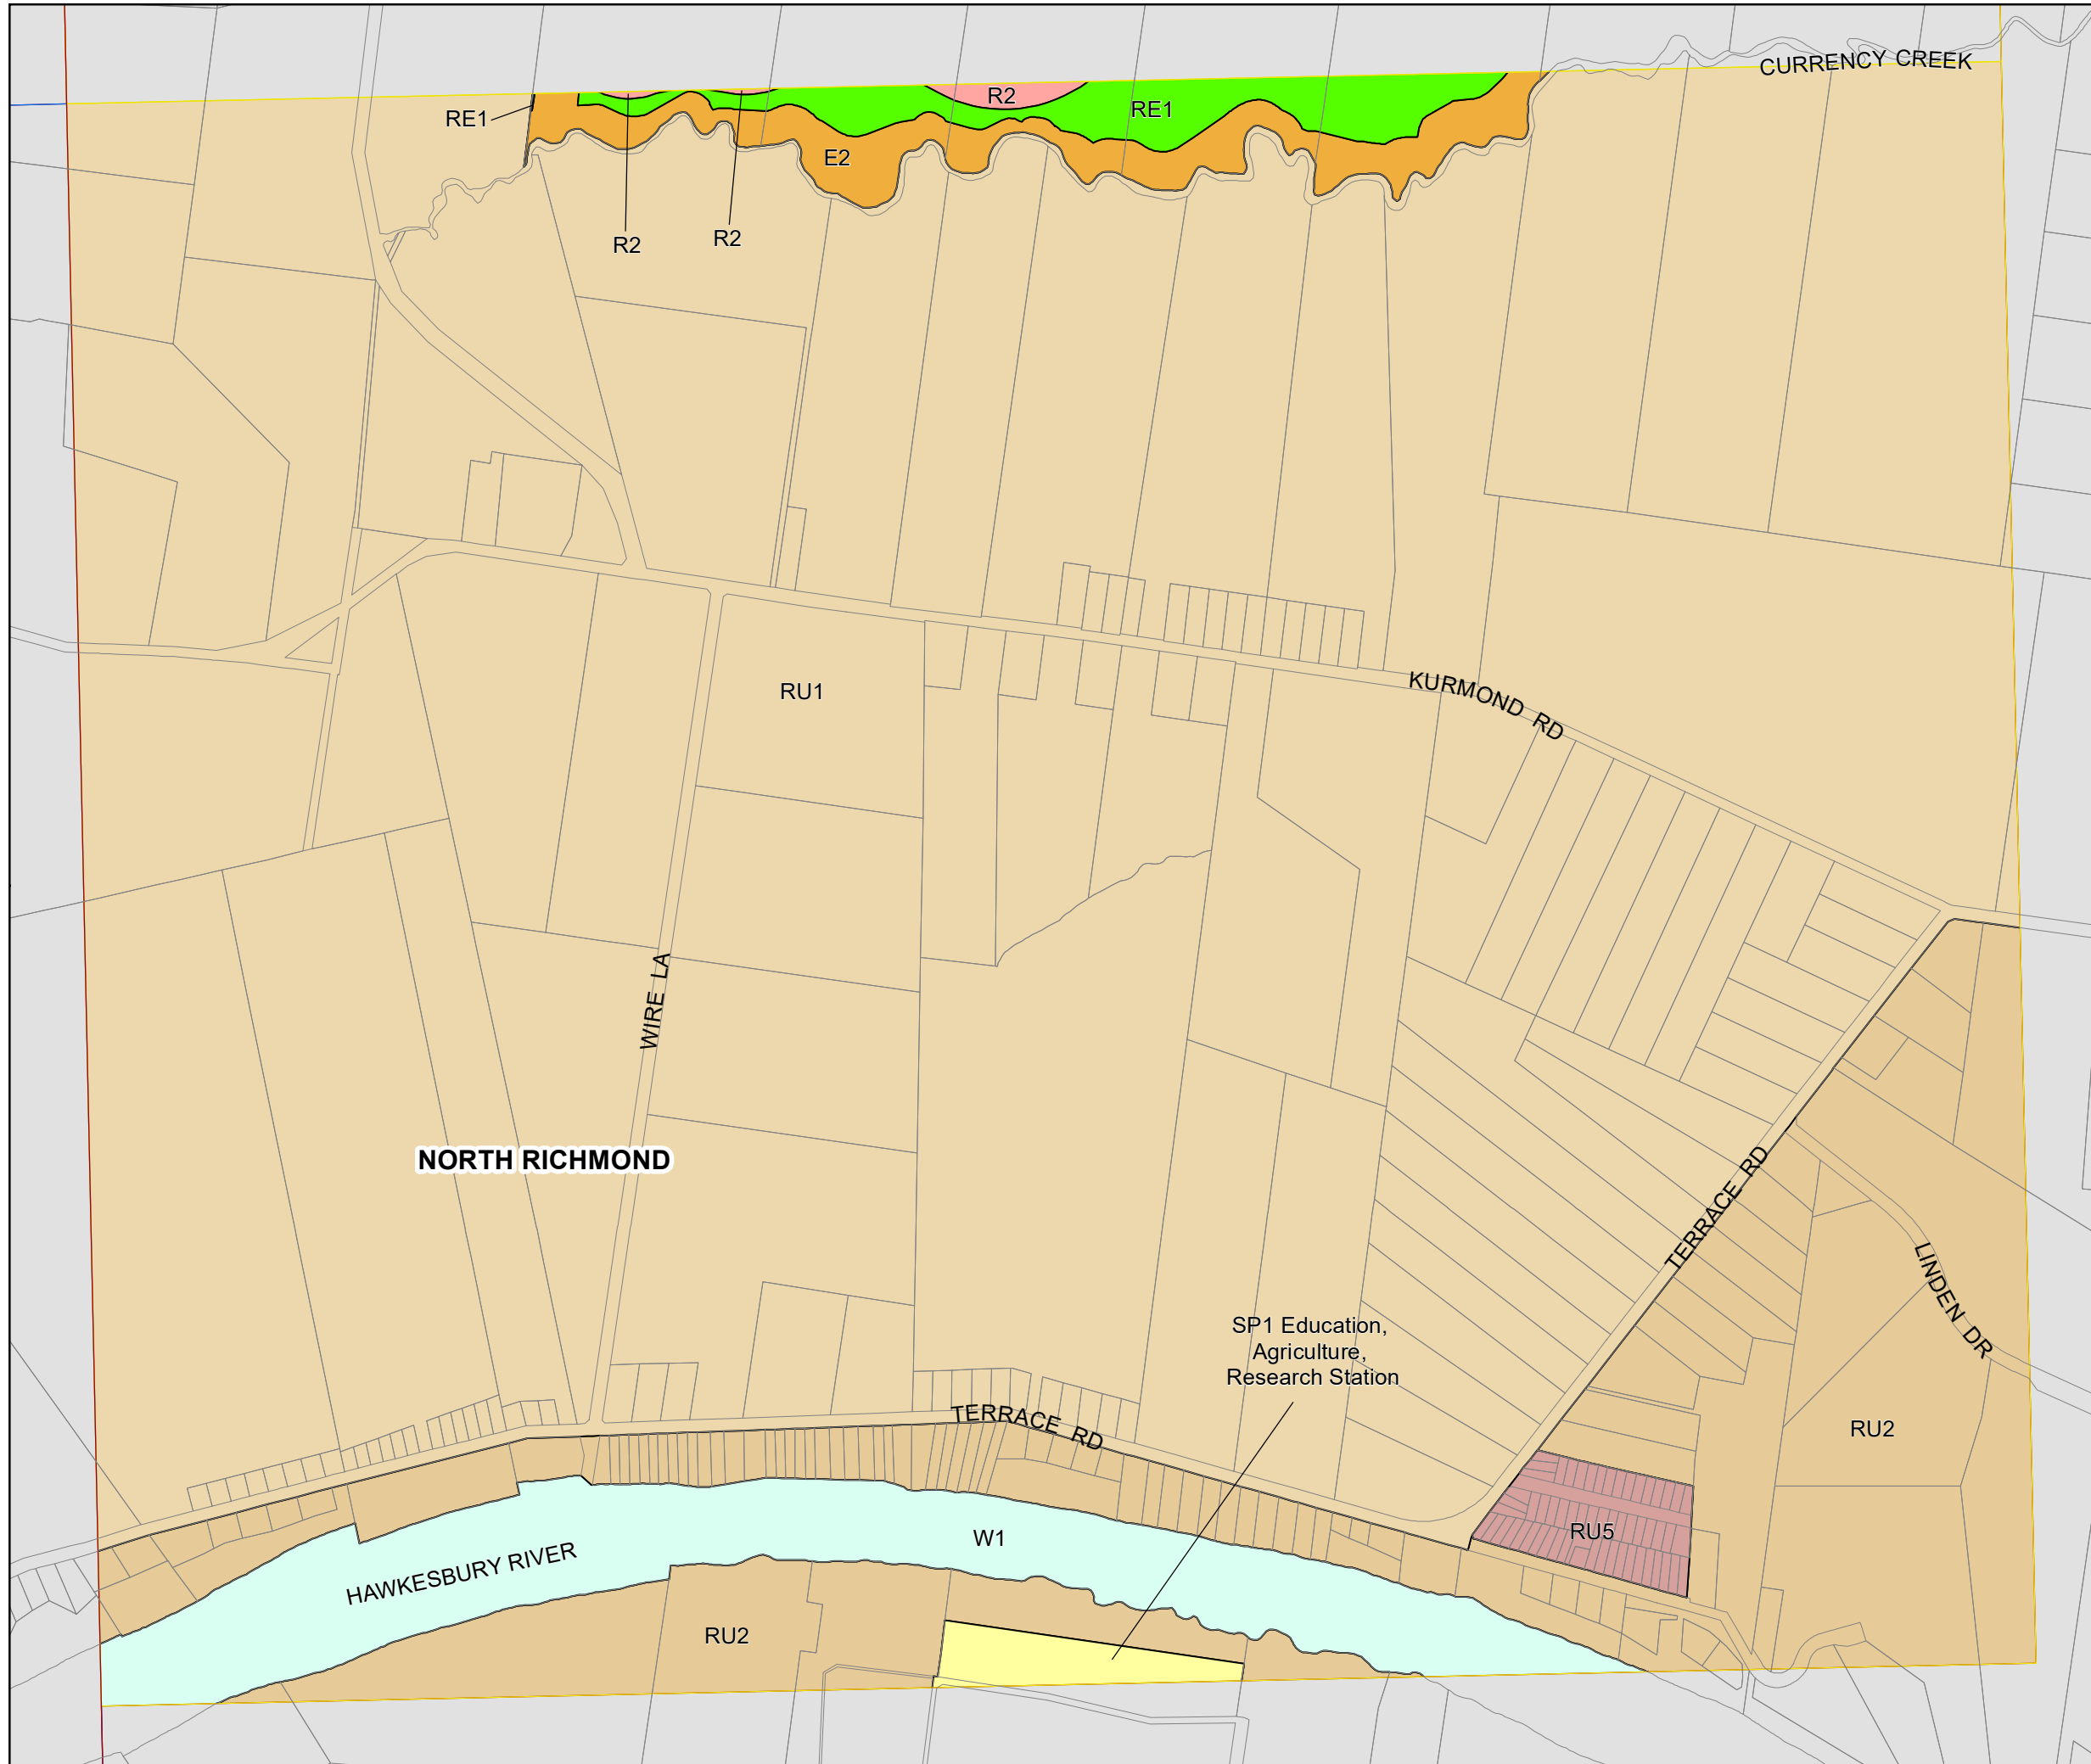 CURRENCY CREEK
R2
RE1
RE1
E2
R2
R2
KURMOND RD
RU1
WIRE LA
NORTH RICHMOND
TERRACE RD
LINDEN DR
SP1 Education,
Agriculture,
Research Station
TERRACE RD
RU2
RU5
W1
HAWKESBURY RIVER
RU2